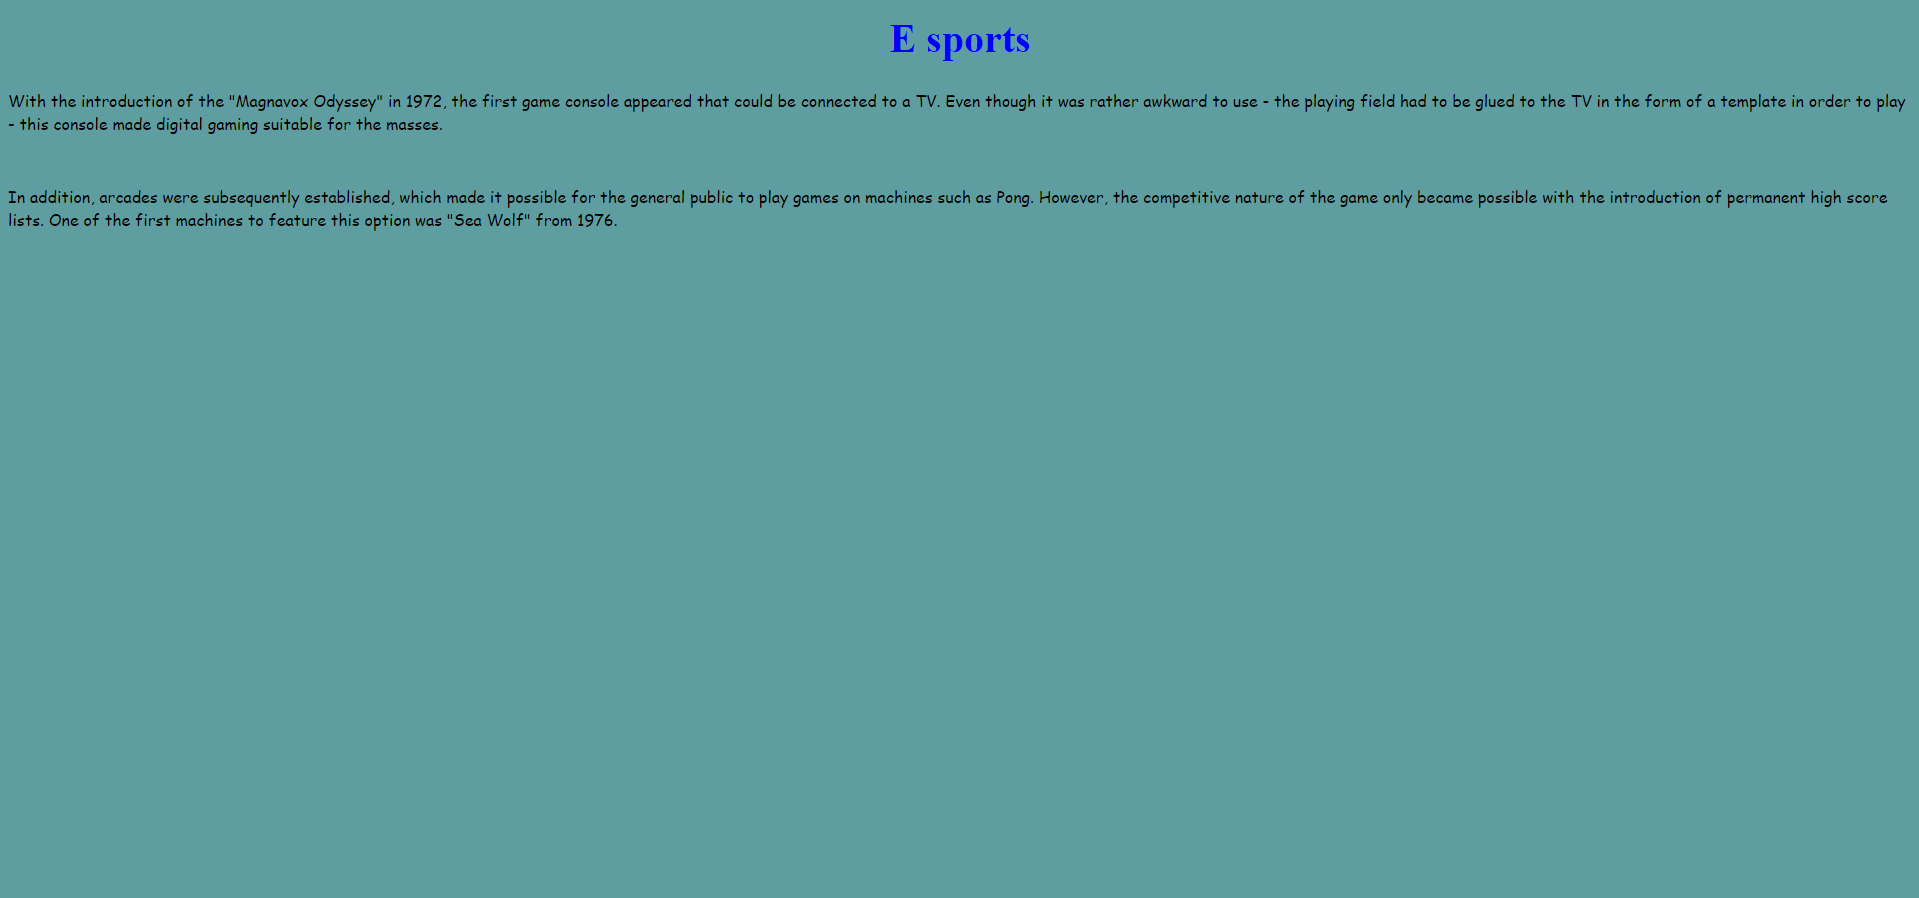 E sports
With the introduction of the "Magnavox Odyssey" in 1972, the first game console appeared that could be connected to a TV. Even though it was rather awkward to use - the playing field had to be glued to the TV in the form of a template in order to play
- this console made digital gaming suitable for the masses.
In addition, arcades were subsequently established, which made it possible for the general public to play games on machines such as Pong. However, the competitive nature of the game only became possible with the introduction of permanent high score
lists. One of the first machines to feature this option was "Sea Wolf" from 1976.